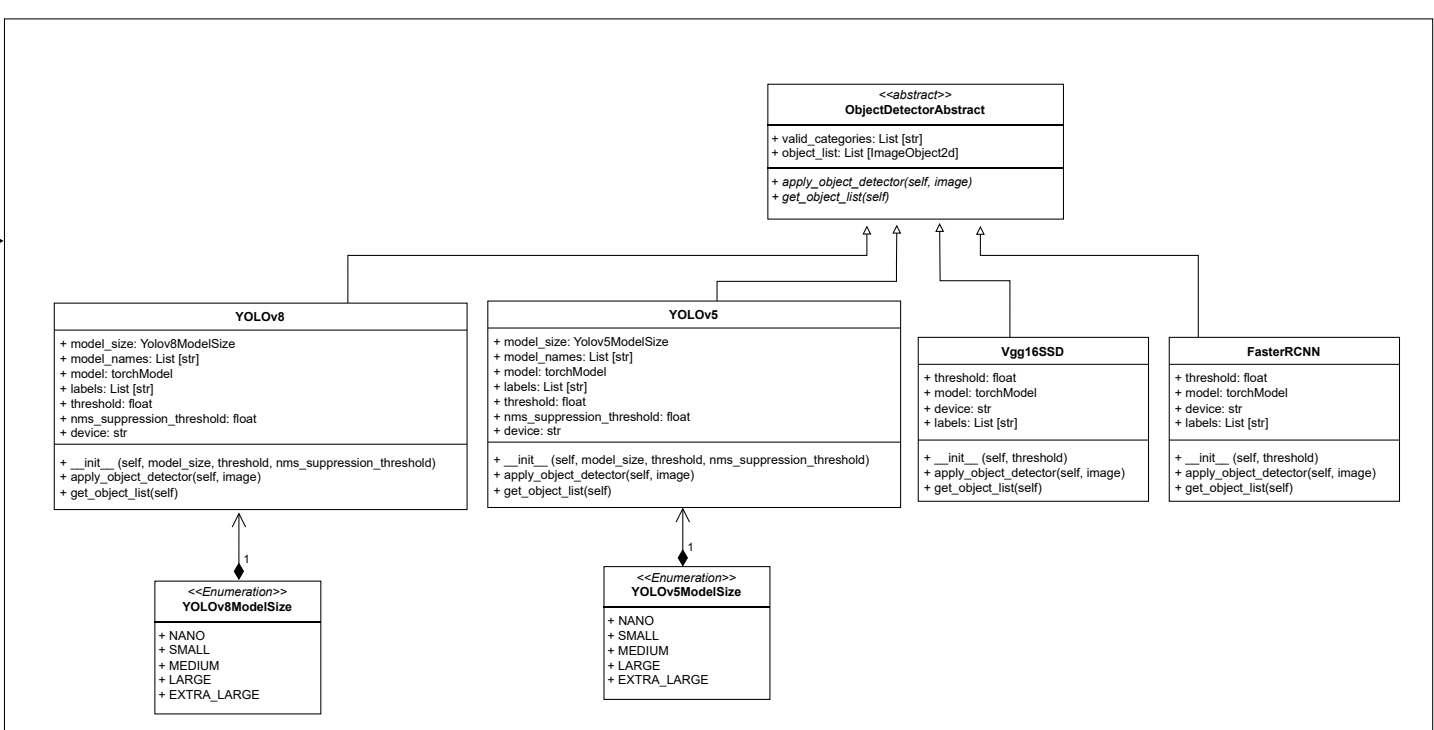 <<abstract>>
ObjectDetectorAbstract
+ valid_categories: List [str]
+ object_list: List [ImageObject2d]
+ apply_object_detector(self, image)
+ get_object_list(self)
YOLOv8
+ model_size: Yolov8ModelSize
+ model_names: List [str]
+ model: torchModel
+ labels: List [str]
+ threshold: float
+ nms_suppression_threshold: float
+ device: str
+ __init__ (self, model_size, threshold, nms_suppression_threshold)
+ apply_object_detector(self, image)
+ get_object_list(self)
YOLOv5
+ model_size: Yolov5ModelSize
+ model_names: List [str]
+ model: torchModel
+ labels: List [str]
+ threshold: float
+ nms_suppression_threshold: float
+ device: str
+ __init__ (self, model_size, threshold, nms_suppression_threshold)
+ apply_object_detector(self, image)
+ get_object_list(self)
Vgg16SSD
+ threshold: float
+ model: torchModel
+ device: str
+ labels: List [str]
+ __init__ (self, threshold)
+ apply_object_detector(self, image)
+ get_object_list(self)
FasterRCNN
+ threshold: float
+ model: torchModel
+ device: str
+ labels: List [str]
+ __init__ (self, threshold)
+ apply_object_detector(self, image)
+ get_object_list(self)
1
<<Enumeration>>
YOLOv8ModelSize
+ NANO
+ SMALL
+ MEDIUM
+ LARGE
+ EXTRA_LARGE
1
<<Enumeration>>
YOLOv5ModelSize
+ NANO
+ SMALL
+ MEDIUM
+ LARGE
+ EXTRA_LARGE